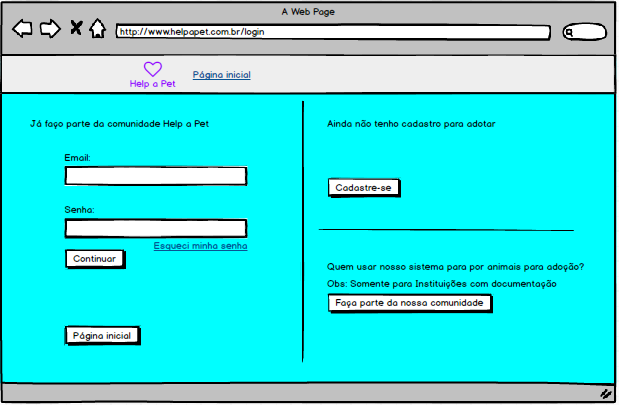 A Web Page
http://www.helpapet.com.br/login
Help a Pet
Página inicial
Já faço parte da comunidade Help a Pet
Email:
Senha:
Esqueci minha senha
Continuar
Página inicial
Ainda não tenho cadastro para adotar
Cadastre-se
Quem usar nosso sistema para por animais para adoção?
Obs: Somente para Instituições com documentação
Faça parte da nossa comunidade